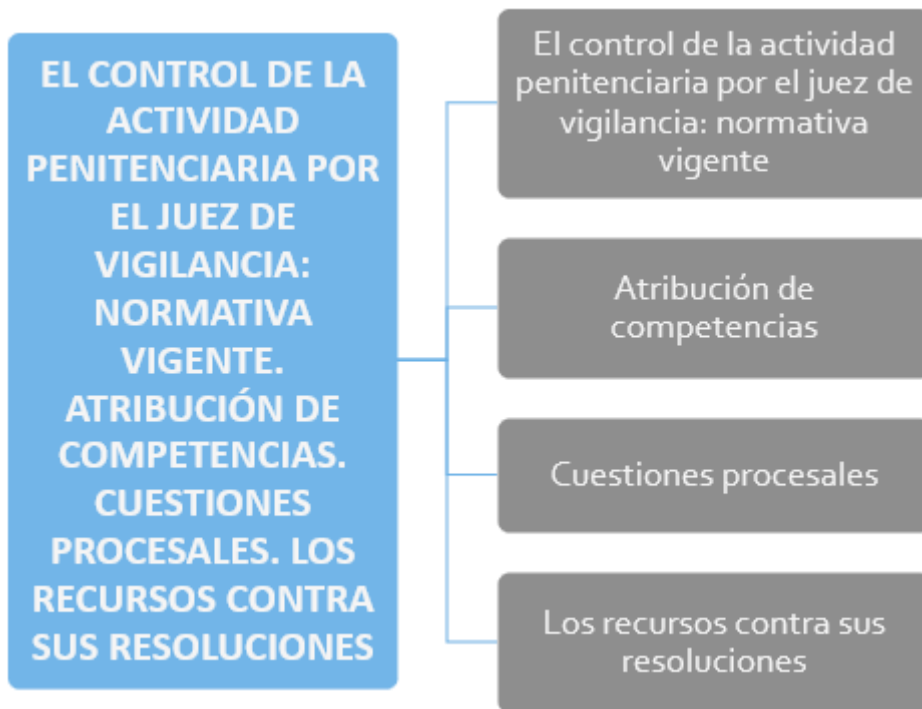 EL CONTROL DE LA
ACTIVIDAD
PENITENCIARIA POR
EL JUEZ DE
VIGILANCIA:
NORMATIVA
VIGENTE.
ATRIBUCIÓN DE
COMPETENCIAS.
CUESTIONES
PROCESALES. LOS
RECURSOS CONTRA
SUS RESOLUCIONES
El control de la actividad
penitenciaria por el juez de
vigilancia: normativa
vigente
Atribución de
competencias
Cuestiones procesales
Los recursos contra sus
resoluciones